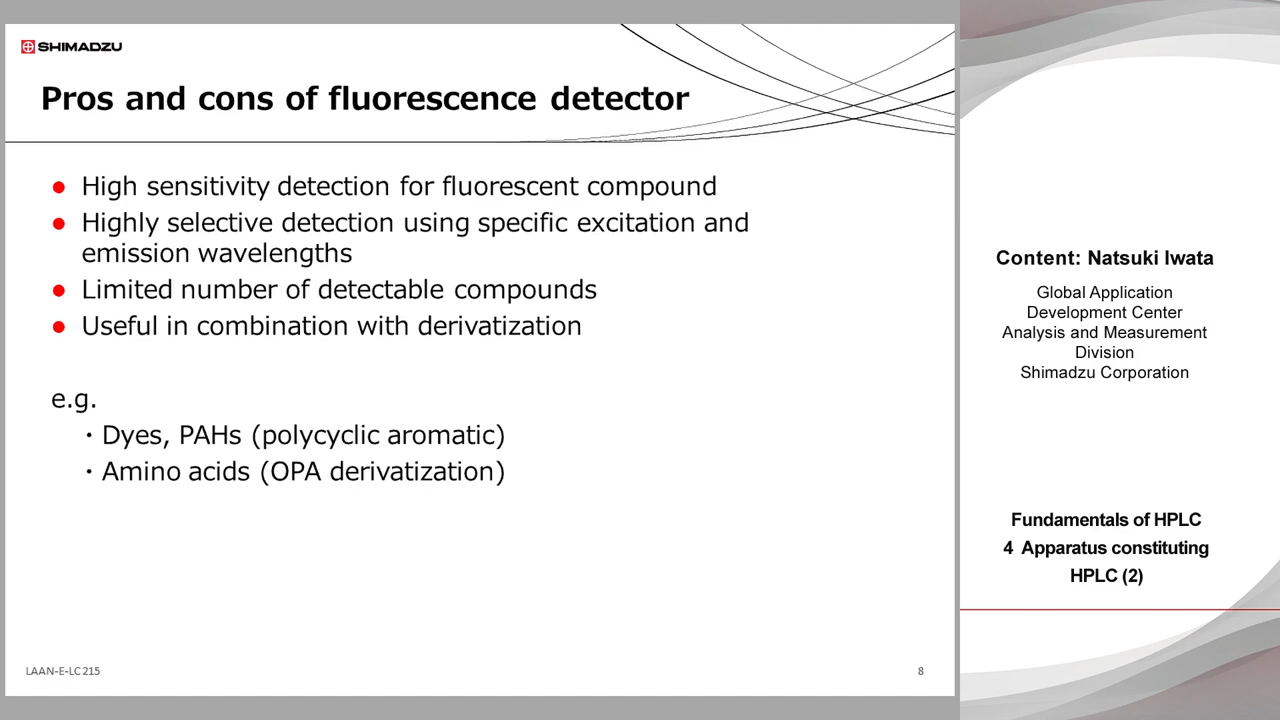 SHIMADZU
Pros and cons of fluorescence detector
● High sensitivity detection for fluorescent compound
● Highly selective detection using specific excitation and
emission wavelengths
● Limited number of detectable compounds
● Useful in combination with derivatization
e.g.
・Dyes, PAHs (polycyclic aromatic)
・Amino acids (OPA derivatization)
LAAN-E-LC 215
8
Content: Natsuki Iwata
Global Application
Development Center
Analysis and Measurement
Division
Shimadzu Corporation
Fundamentals of HPLC
4 Apparatus constituting
HPLC (2)